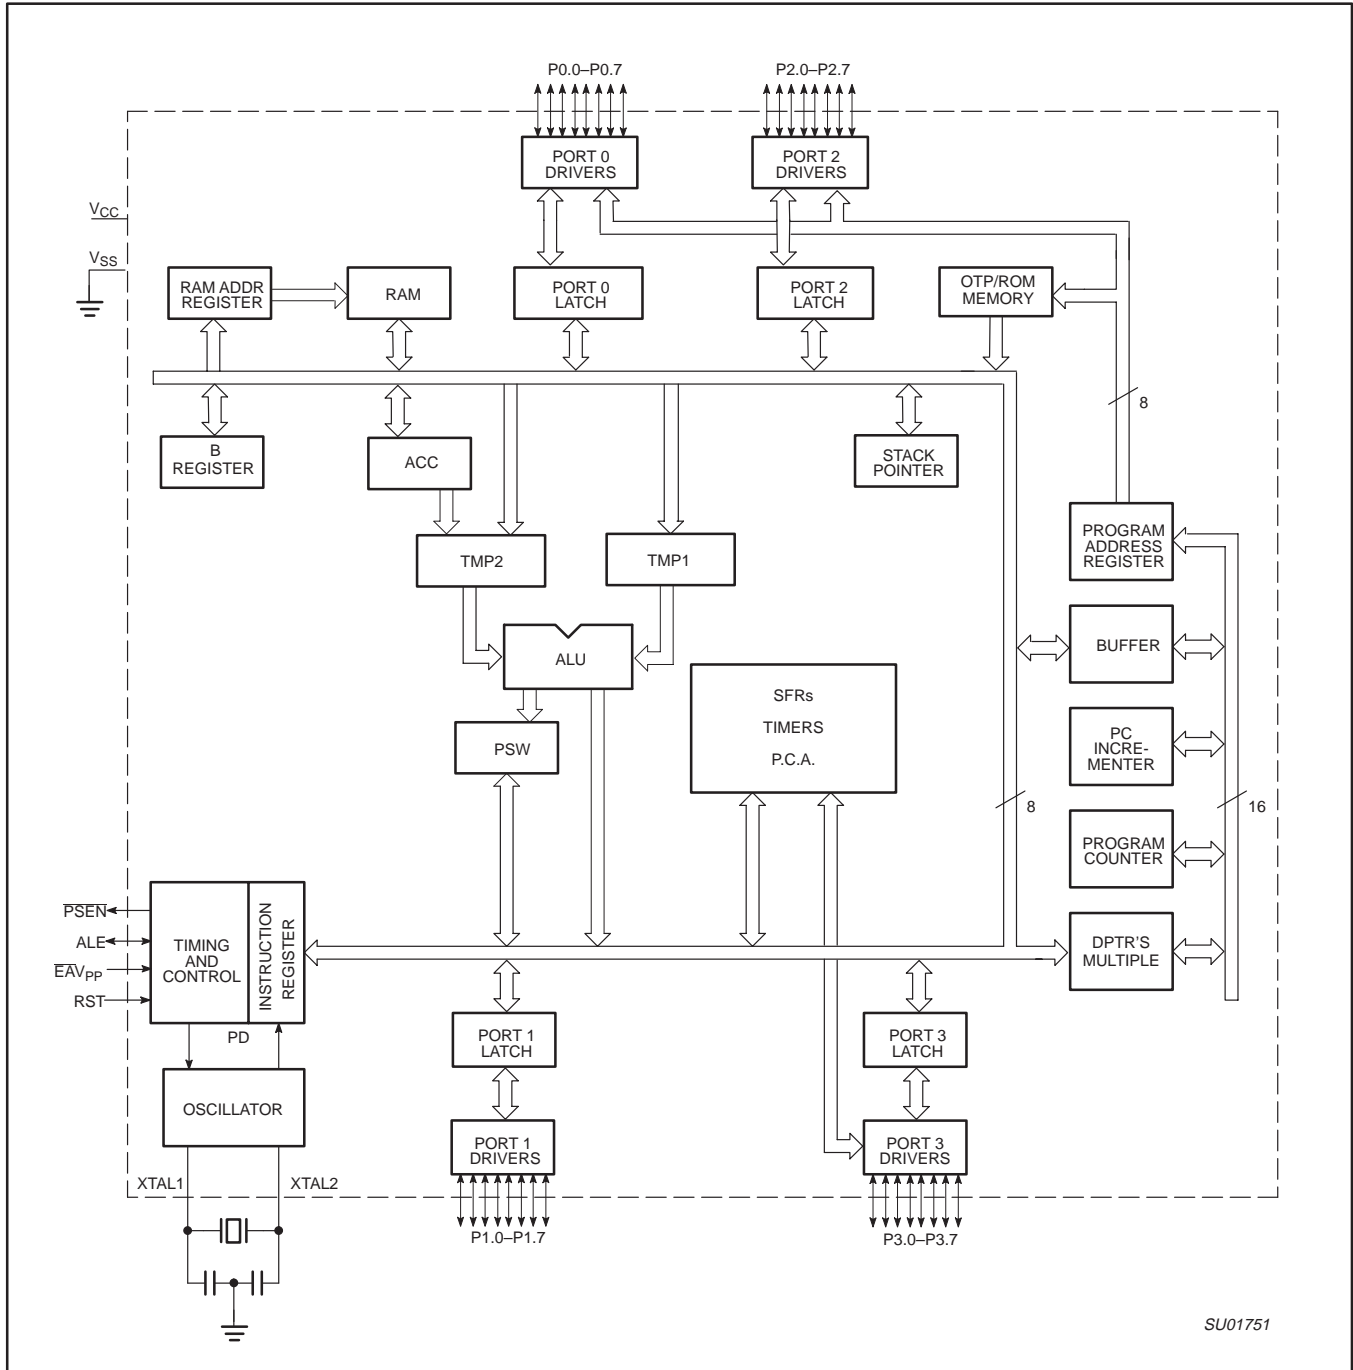 P0.0–P0.7
P2.0–P2.7
PORT 0
DRIVERS
PORT 2
DRIVERS
VCC
VSS
RAM ADDR
REGISTER
RAM
PORT 0
LATCH
PORT 2
LATCH
OTP/ROM
MEMORY
8
B
REGISTER
ACC
STACK
POINTER
TMP2
TMP1
PROGRAM
ADDRESS
REGISTER
ALU
BUFFER
SFRs
TIMERS
P.C.A.
PSW
PC
INCRE-
MENTER
8
16
PROGRAM
COUNTER
PSEN
ALE
EAVPP
RST
TIMING
AND
CONTROL
INSTRUCTION
REGISTER
DPTR'S
MULTIPLE
PD
PORT 1
LATCH
PORT 3
LATCH
OSCILLATOR
PORT 1
DRIVERS
PORT 3
DRIVERS
XTAL1
XTAL2
P1.0–P1.7
P3.0–P3.7
SU01751